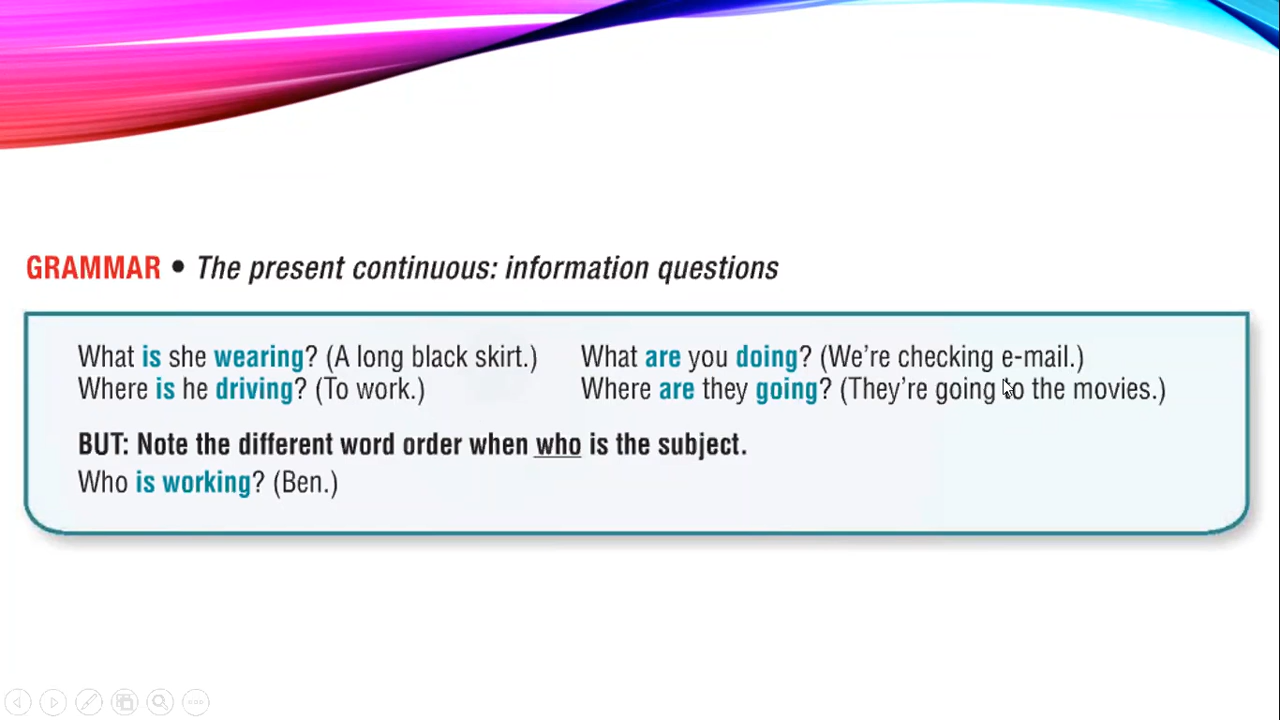 GRAMMAR • The present continuous: information questions
What is she wearing? (A long black skirt.)
Where is he driving? (To work.)
What are you doing? (We're checking e-mail.)
Where are they going? (They're going to the movies.)
BUT: Note the different word order when who is the subject.
Who is working? (Ben.)